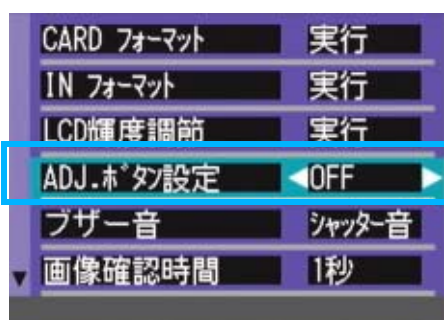 CARD フォーマット 実行
IN フォーマット 実行
LCD輝度調節 実行
ADJ.ボタン設定 ◀OFF ▶
ブザー音 シャッター音
▼ 画像確認時間 1秒